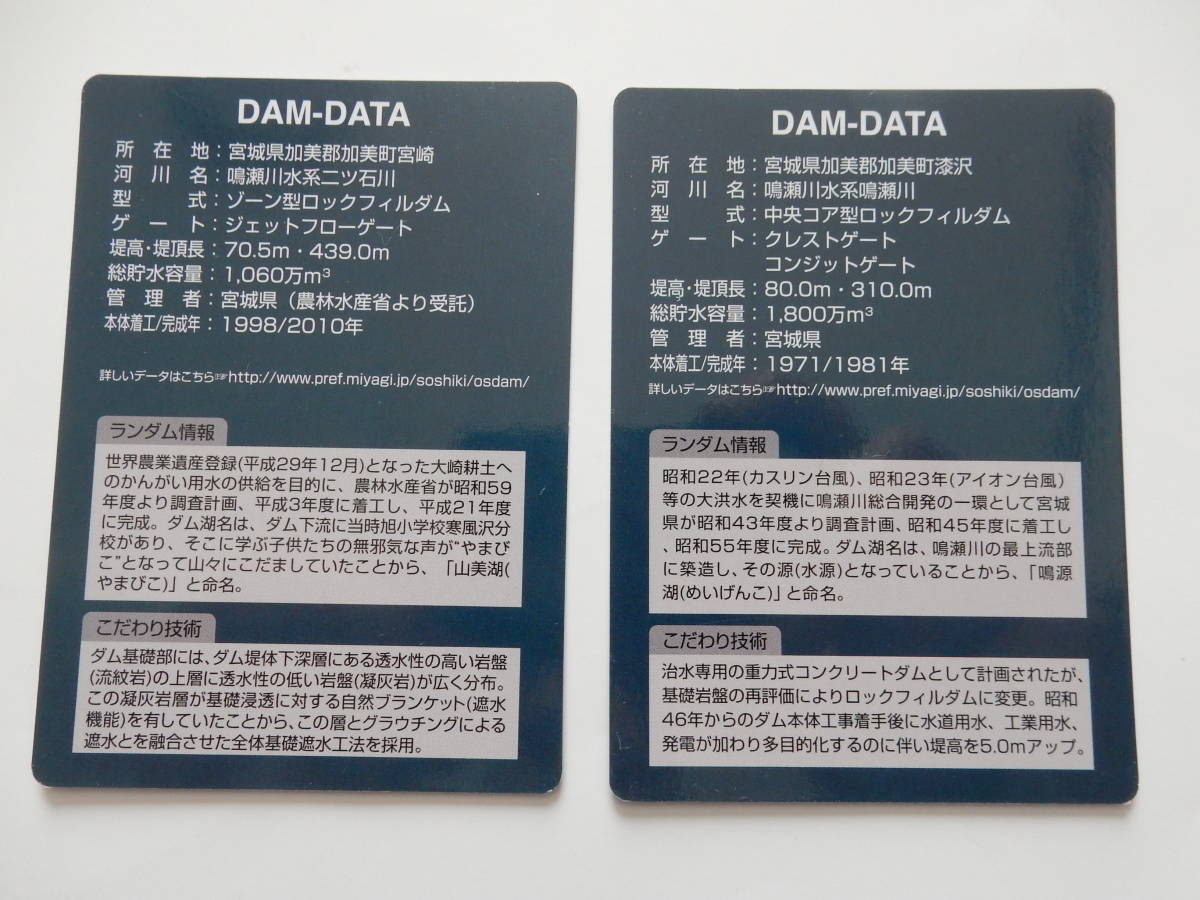 DAM-DATA
所在地：宮城県加美郡加美町宮崎
河川名：鳴瀬川水系二ツ石川
型式：ゾーン型ロックフィルダム
ゲート：ジェットフローゲート
堤高・堤頂長：70.5m・439.0m
総貯水容量：1,060万m³
管理者：宮城県（農林水産省より受託）
本体着工/完成年：1998/2010年
詳しいデータはこちら☞http://www.pref.miyagi.jp/soshiki/osdam/
ランダム情報
世界農業遺産登録(平成29年12月)となった大崎耕土へ
のかんがい用水の供給を目的に、農林水産省が昭和59
年度より調査計画、平成3年度に着工し、平成21年度
に完成。ダム湖名は、ダム下流に当時旭小学校寒風沢分
校があり、そこに学ぶ子供たちの無邪気な声が"やまび
こ"となって山々にこだましていたことから、「山美湖(
やまびこ)」と命名。
こだわり技術
ダム基礎部には、ダム堤体下深層にある透水性の高い岩盤
(流紋岩)の上層に透水性の低い岩盤(凝灰岩)が広く分布。
この凝灰岩層が基礎浸透に対する自然ブランケット(遮水
機能)を有していたことから、この層とグラウチングによる
遮水とを融合させた全体基礎遮水工法を採用。
DAM-DATA
所在地：宮城県加美郡加美町漆沢
河川名：鳴瀬川水系鳴瀬川
型式：中央コア型ロックフィルダム
ゲート：クレストゲート
コンジットゲート
堤高・堤頂長：80.0m・310.0m
総貯水容量：1,800万m³
管理者：宮城県
本体着工/完成年：1971/1981年
詳しいデータはこちら☞http://www.pref.miyagi.jp/soshiki/osdam/
ランダム情報
昭和22年(カスリン台風)、昭和23年(アイオン台風)
等の大洪水を契機に鳴瀬川総合開発の一環として宮城
県が昭和43年度より調査計画、昭和45年度に着工し
、昭和55年度に完成。ダム湖名は、鳴瀬川の最上流部
に築造し、その源(水源)となっていることから、「鳴源
湖(めいげんこ)」と命名。
こだわり技術
治水専用の重力式コンクリートダムとして計画されたが、
基礎岩盤の再評価によりロックフィルダムに変更。昭和
46年からのダム本体工事着手後に水道用水、工業用水、
発電が加わり多目的化するのに伴い堤高を5.0mアップ。